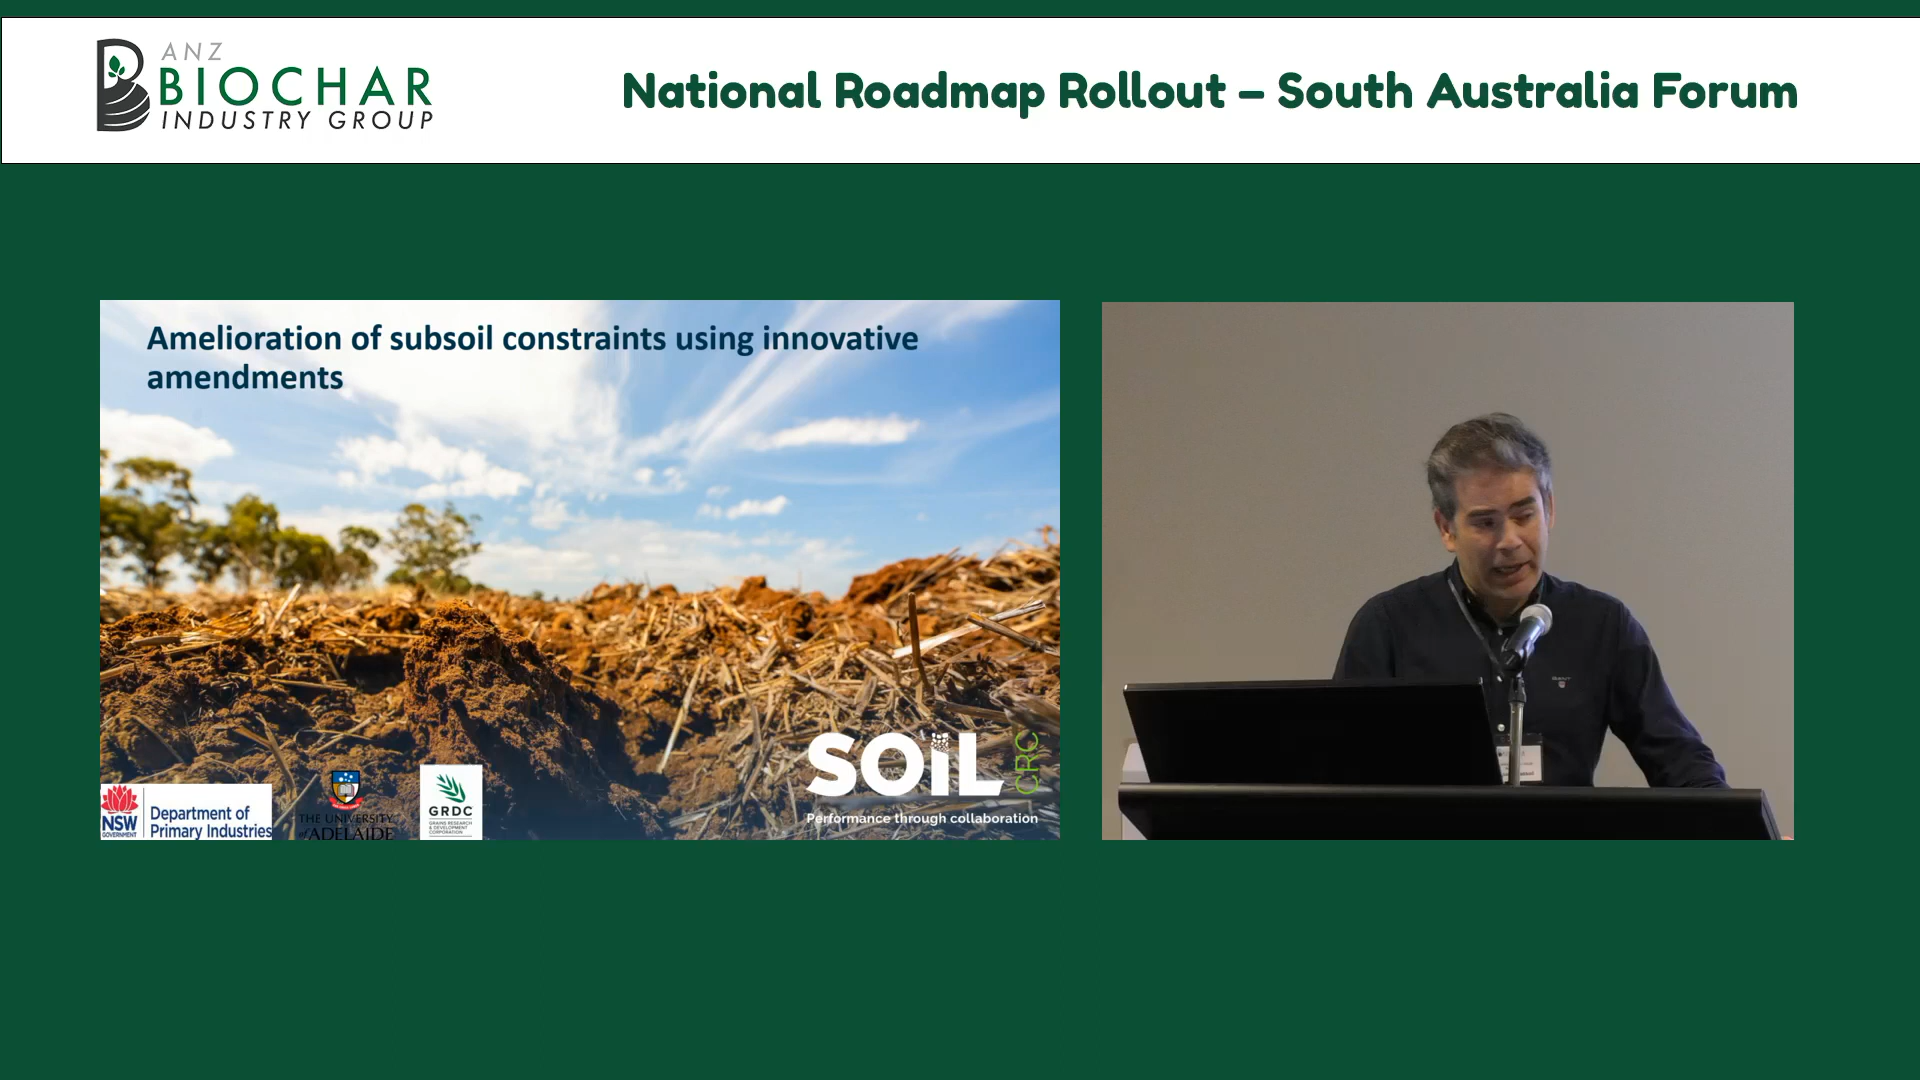 ANZ
BIOCHAR
INDUSTRY GROUP
National Roadmap Rollout – South Australia Forum
Amelioration of subsoil constraints using innovative
amendments
SOIL CRC
Performance through collaboration
NSW
GOVERNMENT
Department of
Primary Industries
THE UNIVERSITY
of ADELAIDE
GRDC
GRAINS RESEARCH
& DEVELOPMENT
CORPORATION
GANT